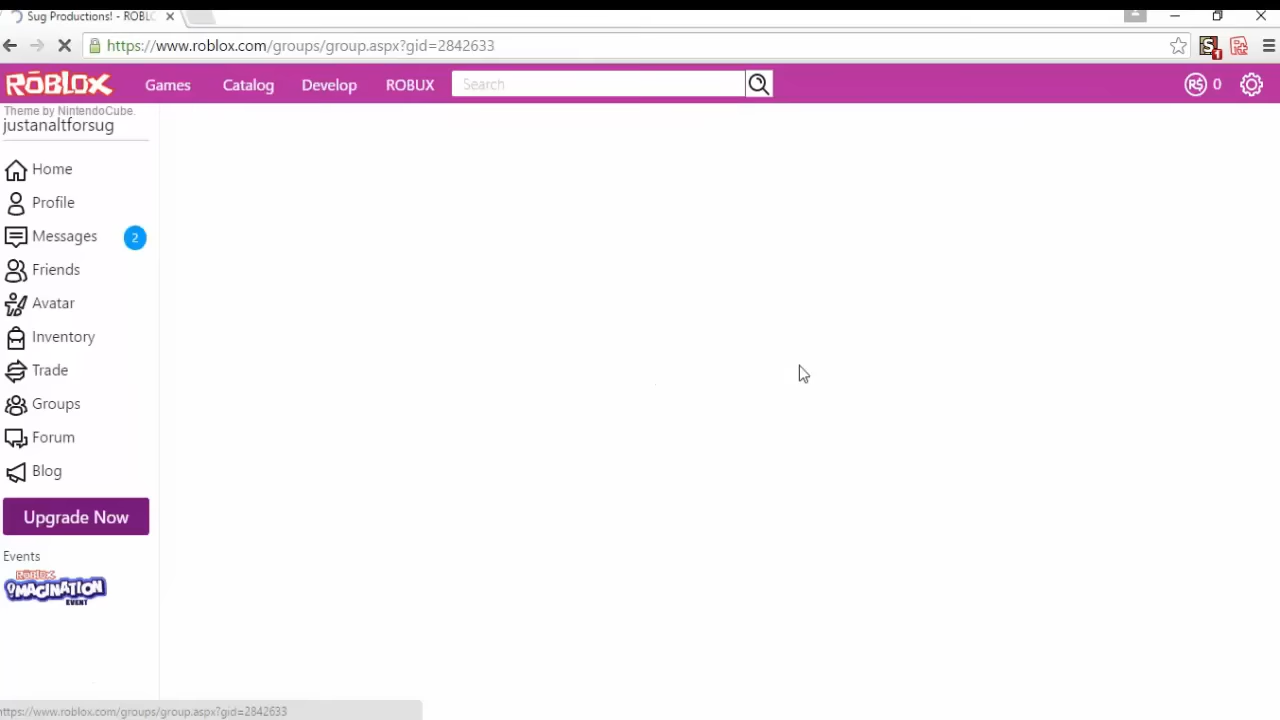 Sug Productions! - ROBLO
https://www.roblox.com/groups/group.aspx?gid=2842633
ROBLOX
Games
Catalog
Develop
ROBUX
Search
R$ 0
Theme by NintendoCube.
justanaltforsug
Home
Profile
Messages
2
Friends
Avatar
Inventory
Trade
Groups
Forum
Blog
Upgrade Now
Events
ROBLOX
IMAGINATION
EVENT
https://www.roblox.com/groups/group.aspx?gid=2842633